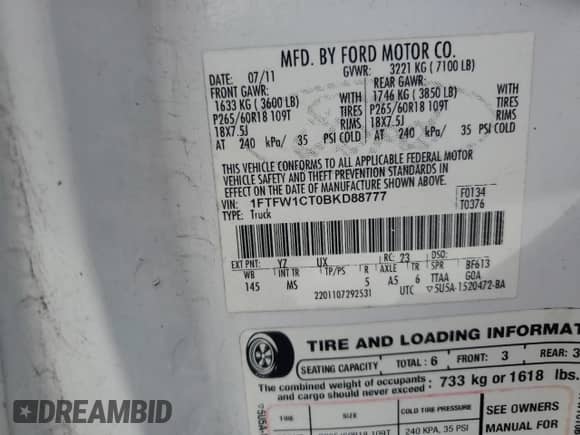 MFD. BY FORD MOTOR CO.
DATE: 07/11 GVWR: 3221 KG ( 7100 LB)
FRONT GAWR: REAR GAWR:
1633 KG ( 3600 LB) WITH 1746 KG ( 3850 LB) WITH
P265/60R18 109T TIRES P265/60R18 109T TIRES
18X7.5J RIMS 18X7.5J RIMS
AT 240 kPa/ 35 PSI COLD AT 240 kPa/ 35 PSI COLD
THIS VEHICLE CONFORMS TO ALL APPLICABLE FEDERAL MOTOR
VEHICLE SAFETY AND THEFT PREVENTION STANDARDS IN
EFFECT ON THE DATE OF MANUFACTURE SHOWN ABOVE.
VIN: 1FTFW1CT0BKD88777 F0134
TYPE: Truck T0376
EXT PNT: YZ UX RC: 23 DSO:
WB INT TR TP/PS R AXLE TR SPR BF613
145 MS 5 A5 6 TTAA GOA
2201107292531 UTC ▽5U5A-1520472-BA
TIRE AND LOADING INFORMAT
SEATING CAPACITY TOTAL : 6 FRONT: 3 REAR: 3
The combined weight of occupants
and cargo should never exceed : 733 kg or 1618 lbs.
TIRE SIZE COLD TIRE PRESSURE SEE OWNERS
240 KPA, 35 PSI MANUAL FOR
DREAMBID